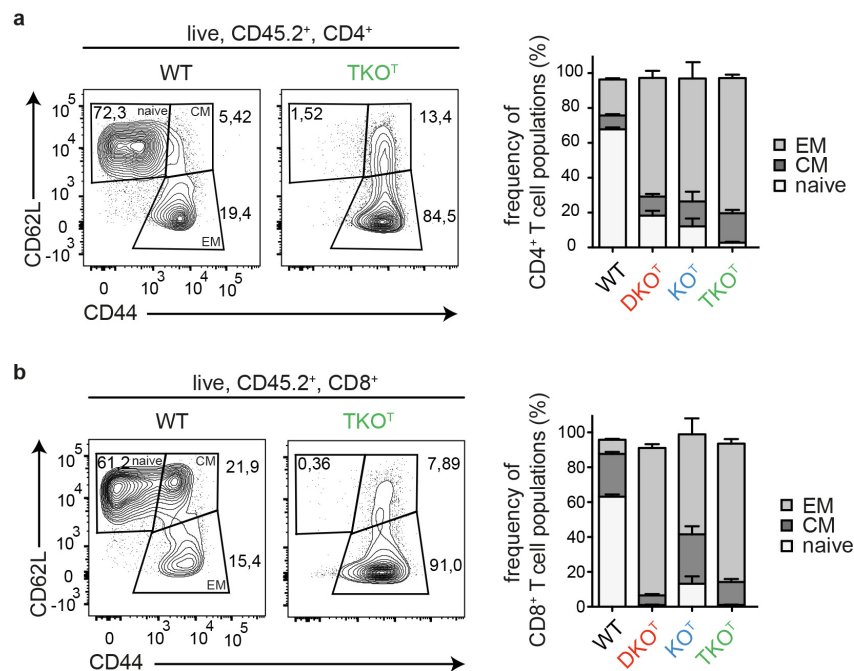 a
live, CD45.2⁺, CD4⁺
WT
TKOᵀ
72,3
naive
CM
5,42
19,4
EM
1,52
13,4
84,5
10⁵
10⁴
10³
0
-10³
CD62L
0
10³
10⁴
10⁵
CD44
frequency of
CD4⁺ T cell populations (%)
100
80
60
40
20
0
WT
DKOᵀ
KOᵀ
TKOᵀ
EM
CM
naive
b
live, CD45.2⁺, CD8⁺
WT
TKOᵀ
61,2
naive
CM
21,9
15,4
EM
0,36
7,89
91,0
10⁵
10⁴
10³
0
-10³
CD62L
0
10³
10⁴
10⁵
CD44
frequency of
CD8⁺ T cell populations (%)
100
80
60
40
20
0
WT
DKOᵀ
KOᵀ
TKOᵀ
EM
CM
naive